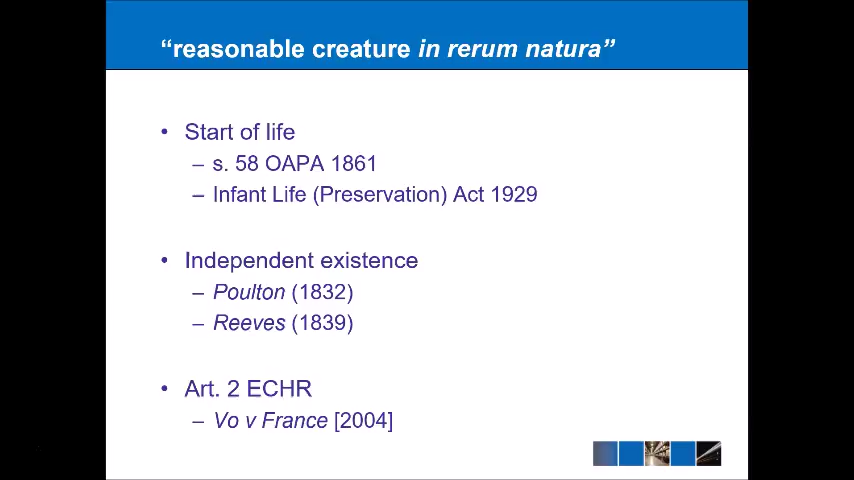 “reasonable creature in rerum natura”
• Start of life
– s. 58 OAPA 1861
– Infant Life (Preservation) Act 1929
• Independent existence
– Poulton (1832)
– Reeves (1839)
• Art. 2 ECHR
– Vo v France [2004]